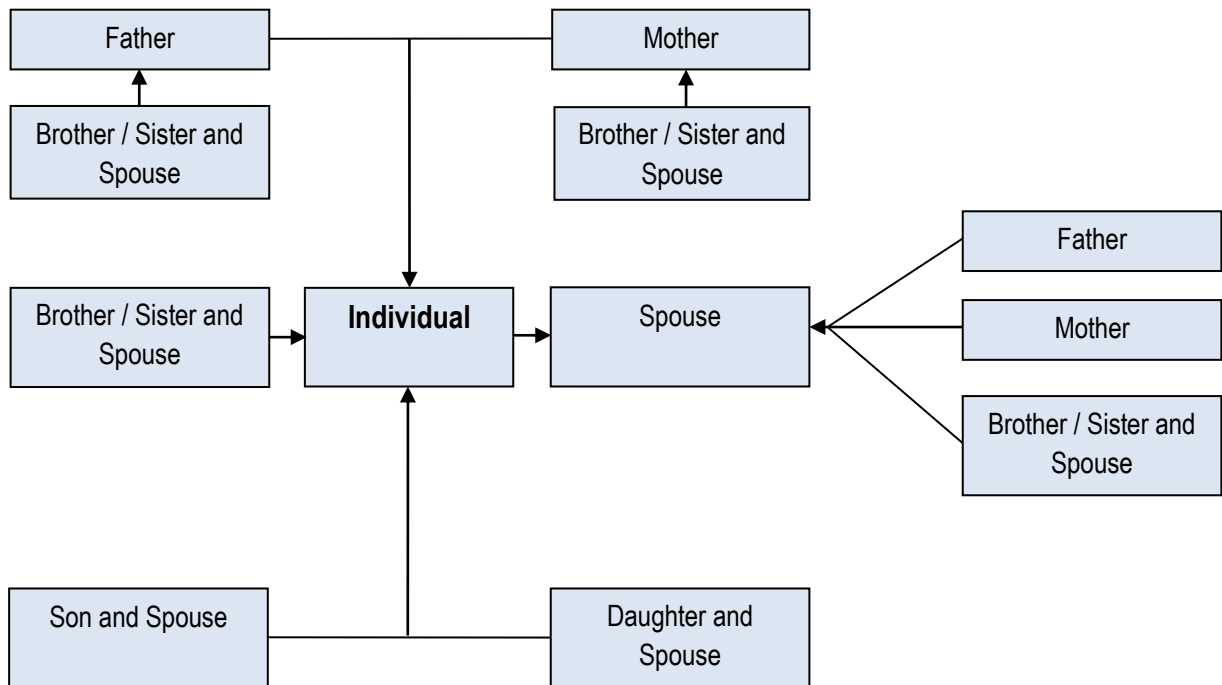 Father
Mother
Brother / Sister and
Spouse
Brother / Sister and
Spouse
Father
Brother / Sister and
Spouse
Individual
Spouse
Mother
Brother / Sister and
Spouse
Son and Spouse
Daughter and
Spouse